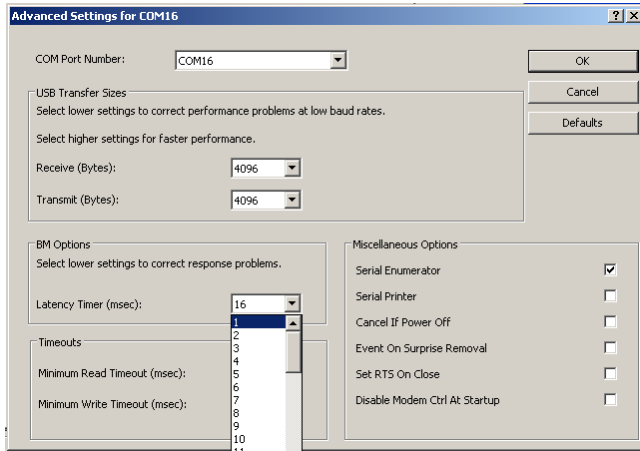 Advanced Settings for COM16
COM Port Number:
COM16
OK
Cancel
Defaults
USB Transfer Sizes
Select lower settings to correct performance problems at low baud rates.
Select higher settings for faster performance.
Receive (Bytes):
4096
Transmit (Bytes):
4096
BM Options
Select lower settings to correct response problems.
Latency Timer (msec):
16
1
2
3
4
5
6
7
8
9
10
11
Timeouts
Minimum Read Timeout (msec):
Minimum Write Timeout (msec):
Miscellaneous Options
Serial Enumerator
Serial Printer
Cancel If Power Off
Event On Surprise Removal
Set RTS On Close
Disable Modem Ctrl At Startup